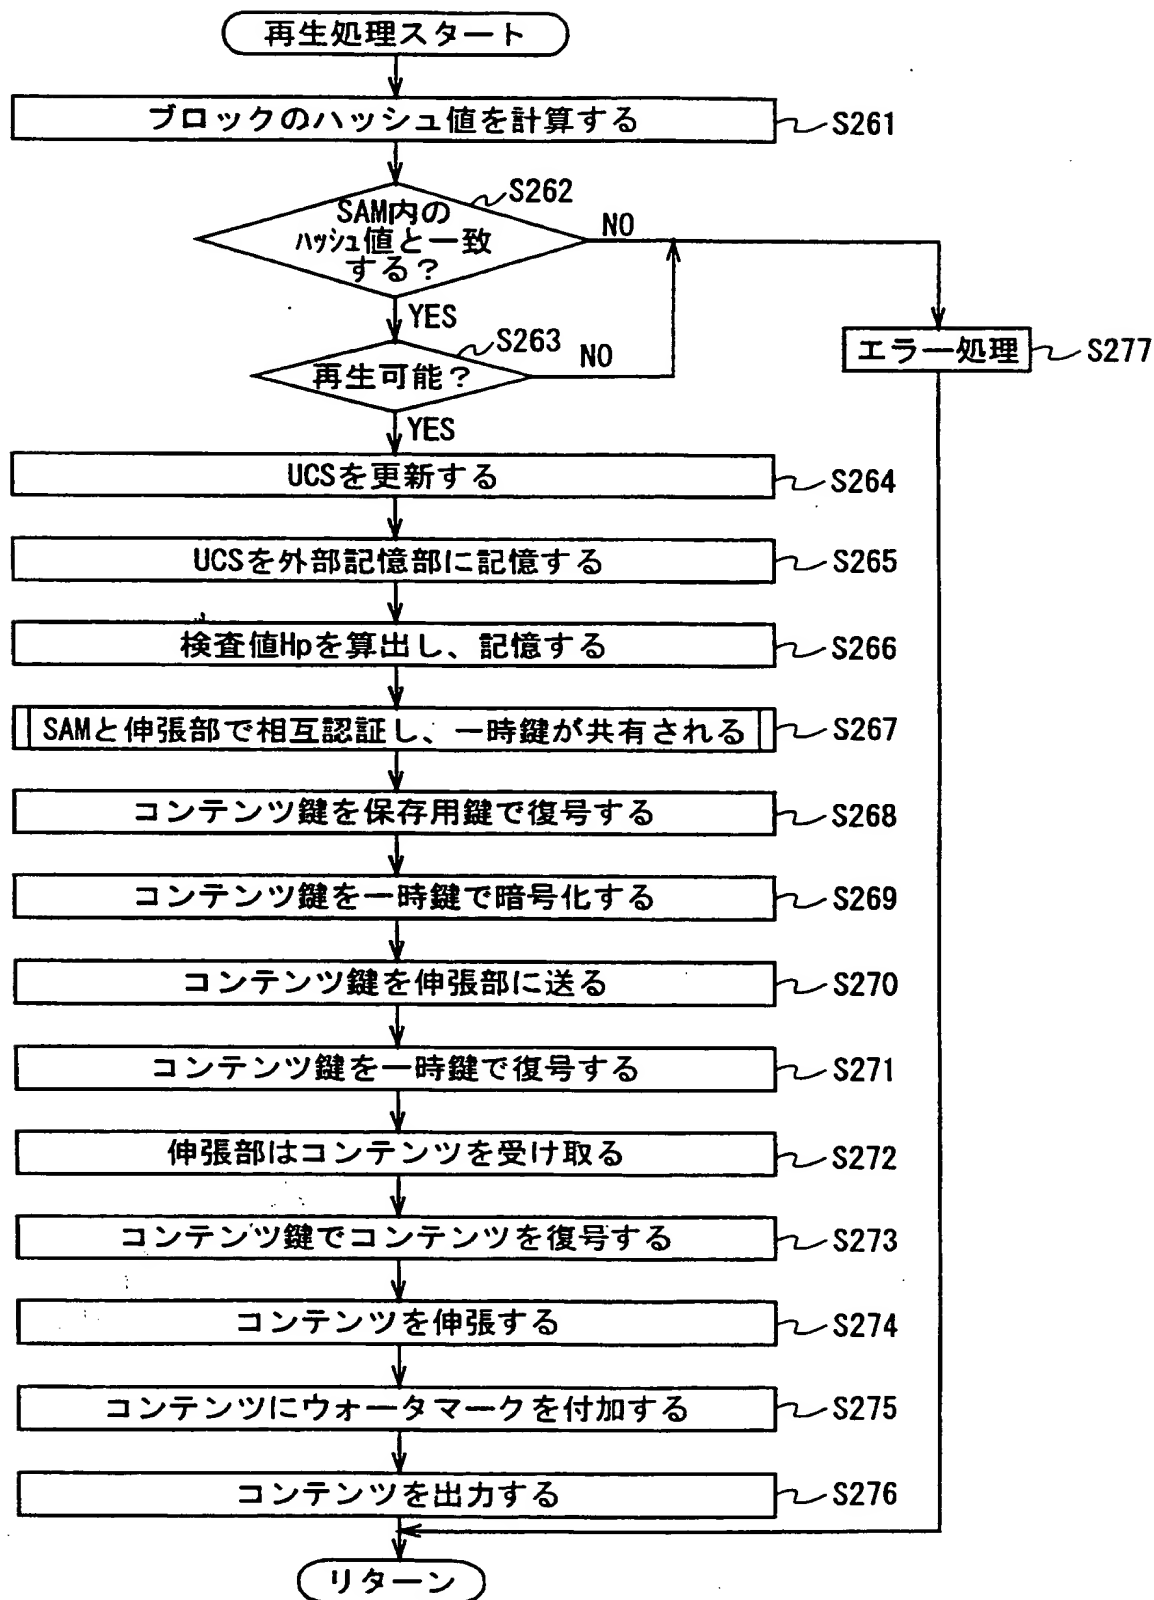 再生処理スタート
ブロックのハッシュ値を計算する
S261
S262
SAM内の
ハッシュ値と一致
する?
NO
YES
S263
再生可能?
NO
エラー処理
S277
YES
UCSを更新する
S264
UCSを外部記憶部に記憶する
S265
検査値Hpを算出し、記憶する
S266
SAMと伸張部で相互認証し、一時鍵が共有される
S267
コンテンツ鍵を保存用鍵で復号する
S268
コンテンツ鍵を一時鍵で暗号化する
S269
コンテンツ鍵を伸張部に送る
S270
コンテンツ鍵を一時鍵で復号する
S271
伸張部はコンテンツを受け取る
S272
コンテンツ鍵でコンテンツを復号する
S273
コンテンツを伸張する
S274
コンテンツにウォータマークを付加する
S275
コンテンツを出力する
S276
リターン